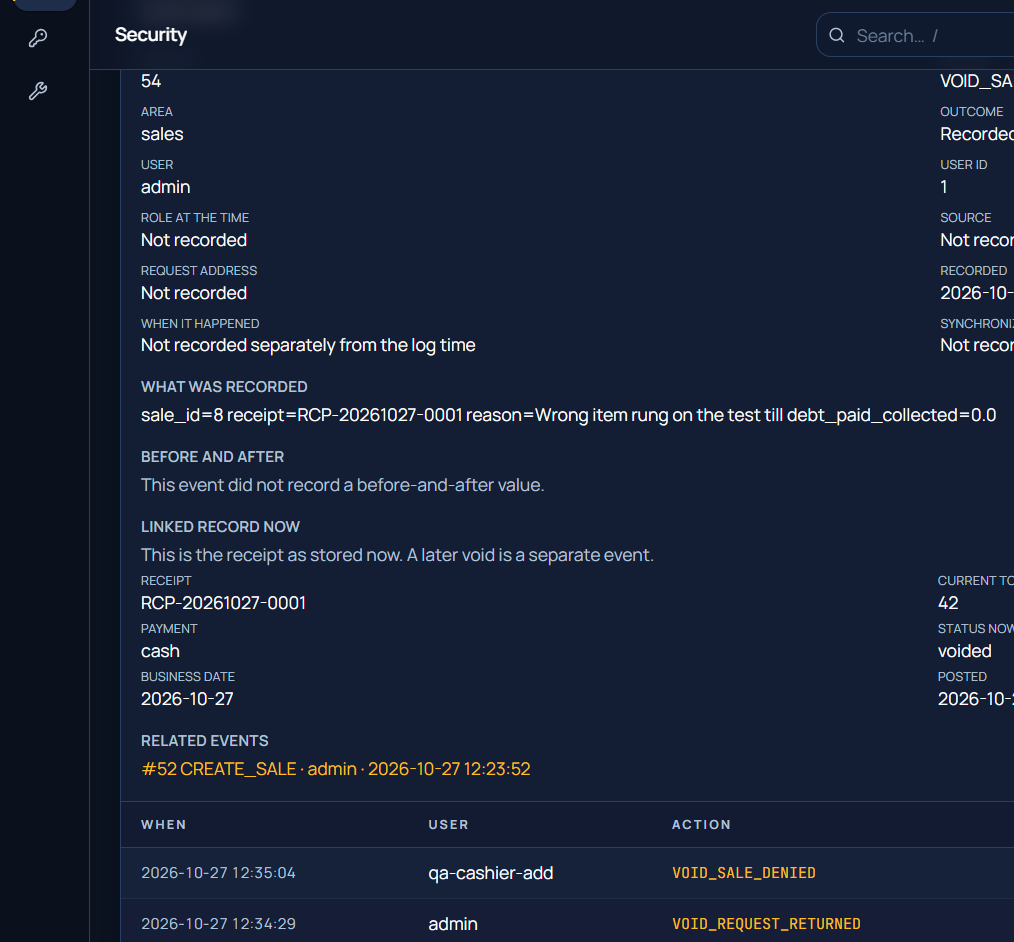 Security
Search... /
54
VOID_SA
AREA
OUTCOME
sales
Recorded
USER
USER ID
admin
1
ROLE AT THE TIME
SOURCE
Not recorded
Not recor
REQUEST ADDRESS
RECORDED
Not recorded
2026-10-
WHEN IT HAPPENED
SYNCHRONIZ
Not recorded separately from the log time
Not recor
WHAT WAS RECORDED
sale_id=8 receipt=RCP-20261027-0001 reason=Wrong item rung on the test till debt_paid_collected=0.0
BEFORE AND AFTER
This event did not record a before-and-after value.
LINKED RECORD NOW
This is the receipt as stored now. A later void is a separate event.
RECEIPT
CURRENT TO
RCP-20261027-0001
42
PAYMENT
STATUS NOW
cash
voided
BUSINESS DATE
POSTED
2026-10-27
2026-10-2
RELATED EVENTS
#52 CREATE_SALE · admin · 2026-10-27 12:23:52
WHEN USER ACTION
2026-10-27 12:35:04 qa-cashier-add VOID_SALE_DENIED
2026-10-27 12:34:29 admin VOID_REQUEST_RETURNED